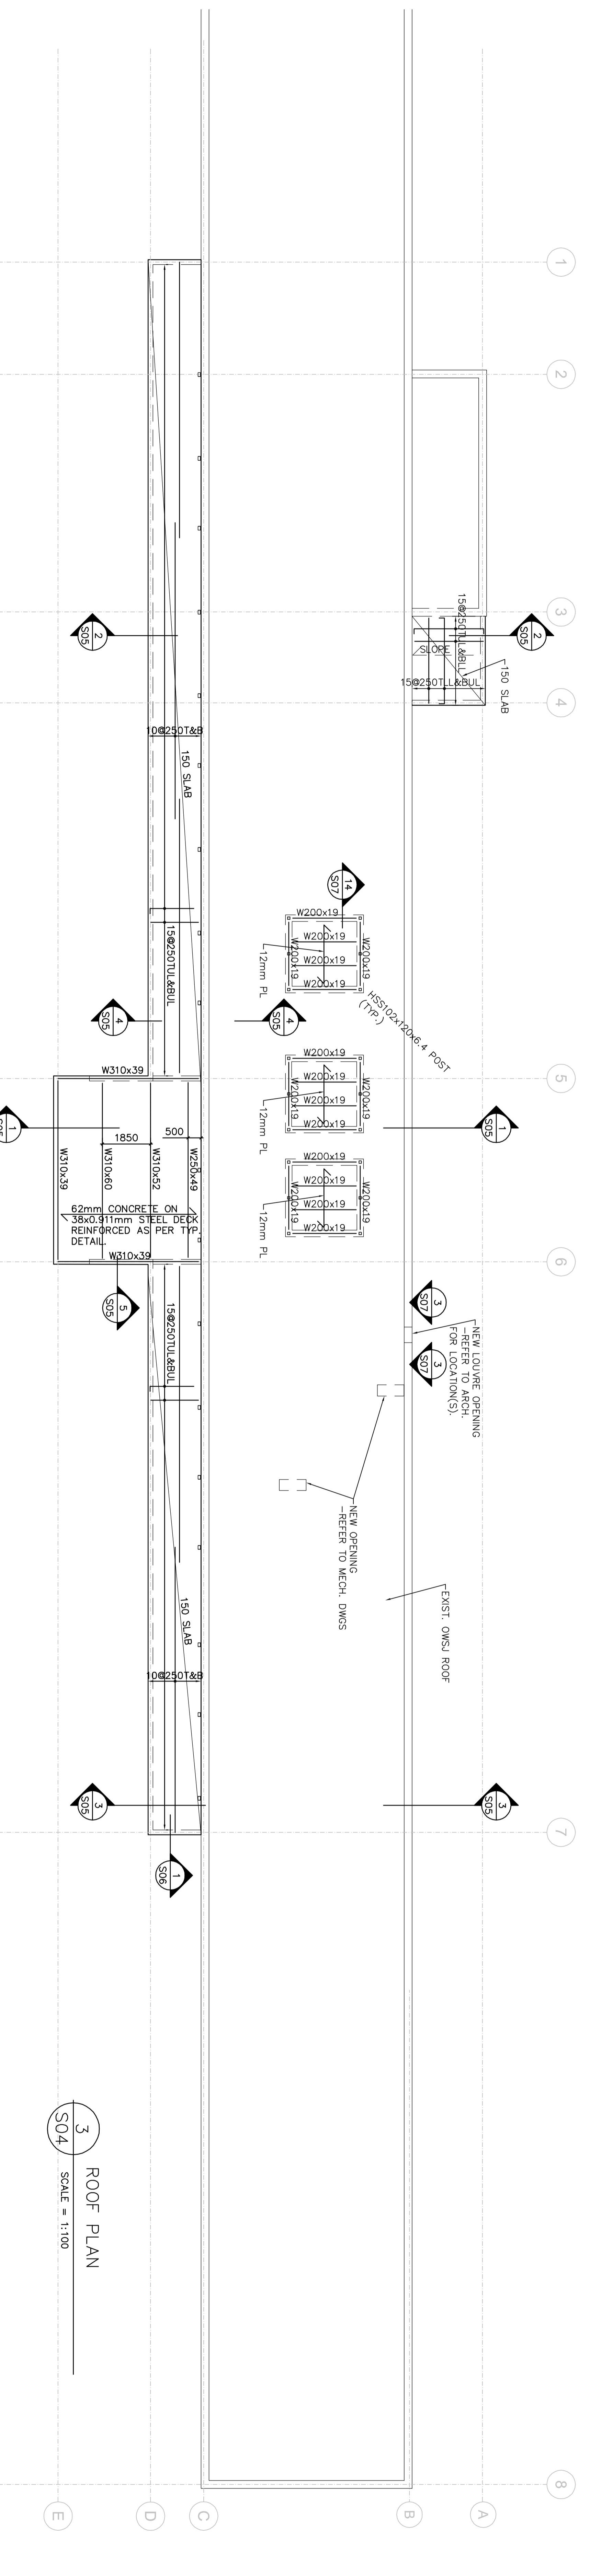 1
2
3
2
S05
2
S05
15@250TUL&BLL
SLOPE
15@250TLL&BUL
150 SLAB
4
10@250T&B
150 SLAB
14
S07
W200x19
W200x19
W200x19
W200x19
W200x19
W200x19
12mm PL
15@250TUL&BUL
HSS102x120x6.4 POST
(TYP.)
4
S05
4
S05
W310x39
5
W200x19
W200x19
W200x19
W200x19
W200x19
W200x19
12mm PL
1
1
S05
1850
500
W310x39
W310x60
W310x52
W250x49
W200x19
W200x19
W200x19
W200x19
W200x19
W200x19
12mm PL
62mm CONCRETE ON
38x0.911mm STEEL DECK
REINFORCED AS PER TYP
DETAIL.
W310x39
6
5
S05
15@250TUL&BUL
3
S07
3
S07
NEW LOUVRE OPENING
-REFER TO ARCH.
FOR LOCATION(S).
NEW OPENING
-REFER TO MECH. DWGS
EXIST. OWSJ ROOF
150 SLAB
10@250T&B
3
S05
3
S05
7
1
S06
3
S04
ROOF PLAN
SCALE = 1:100
8
E
D
C
B
A